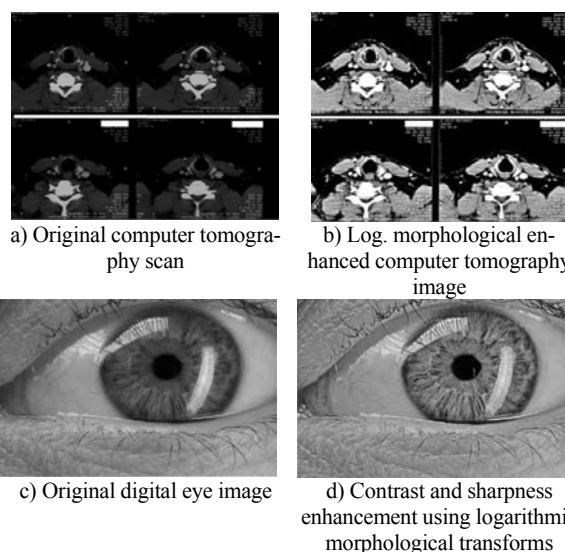 a) Original computer tomogra-
phy scan
b) Log. morphological en-
hanced computer tomography
image
c) Original digital eye image
d) Contrast and sharpness
enhancement using logarithmi
morphological transforms